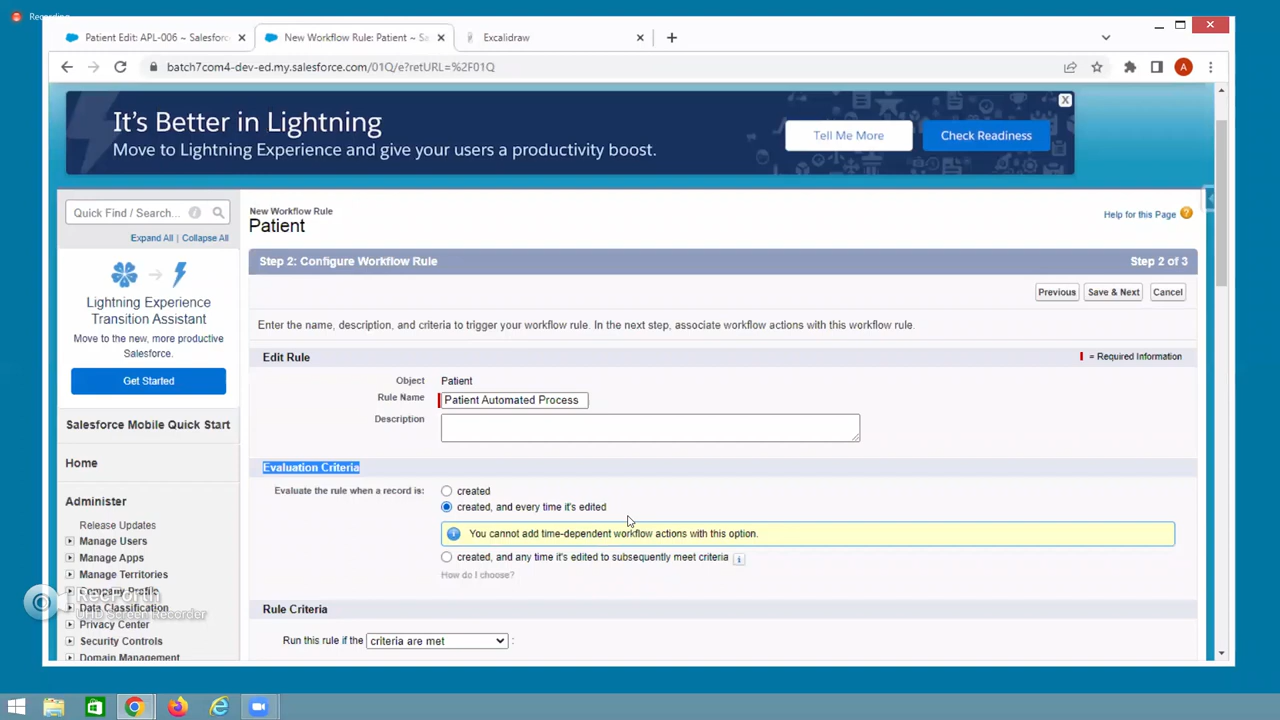 Recording
Patient Edit: APL-006 ~ Salesforc
New Workflow Rule: Patient ~ Sa
Excalidraw
batch7com4-dev-ed.my.salesforce.com/01Q/e?retURL=%2F01Q
A
It's Better in Lightning
Move to Lightning Experience and give your users a productivity boost.
Tell Me More
Check Readiness
X
Quick Find / Search...
Expand All | Collapse All
Lightning Experience
Transition Assistant
Move to the new, more productive
Salesforce.
Get Started
Salesforce Mobile Quick Start
Home
Administer
Release Updates
Manage Users
Manage Apps
Manage Territories
Company Profile
Data Classification
Privacy Center
Security Controls
Domain Management
RecForth
UHD Screen Recorder
New Workflow Rule
Patient
Help for this Page
Step 2: Configure Workflow Rule
Step 2 of 3
Previous
Save & Next
Cancel
Enter the name, description, and criteria to trigger your workflow rule. In the next step, associate workflow actions with this workflow rule.
Edit Rule
= Required Information
Object Patient
Rule Name Patient Automated Process
Description
Evaluation Criteria
Evaluate the rule when a record is: created
created, and every time it's edited
You cannot add time-dependent workflow actions with this option.
created, and any time it's edited to subsequently meet criteria
How do I choose?
Rule Criteria
Run this rule if the criteria are met :